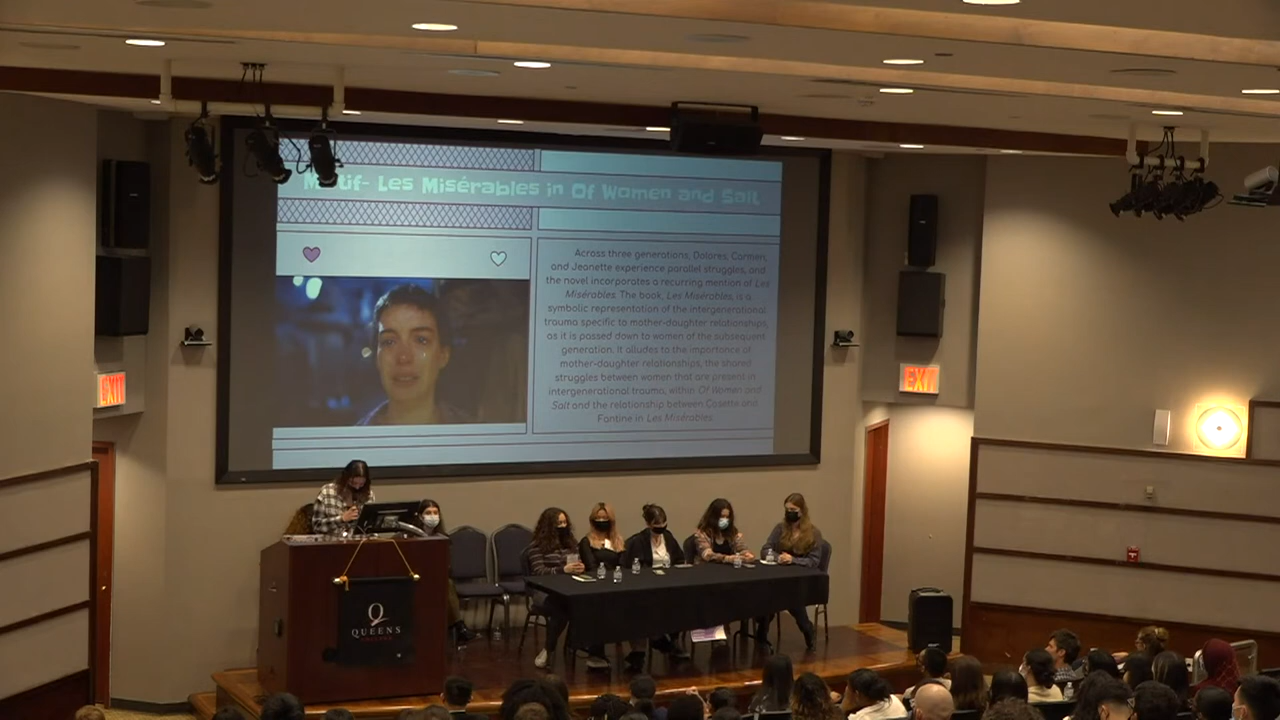 Motif- Les Misérables in Of Women and Salt
Across three generations, Dolores, Carmen,
and Jeanette experience parallel struggles, and
the novel incorporates a recurring mention of Les
Misérables. The book, Les Misérables, is a
symbolic representation of the intergenerational
trauma specific to mother-daughter relationships,
as it is passed down to women of the subsequent
generation. It alludes to the importance of
mother-daughter relationships, the shared
struggles between women that are present in
intergenerational trauma, within Of Women and
Salt and the relationship between Cosette and
Fantine in Les Misérables.
EXIT
EXIT
Q
QUEENS
COLLEGE